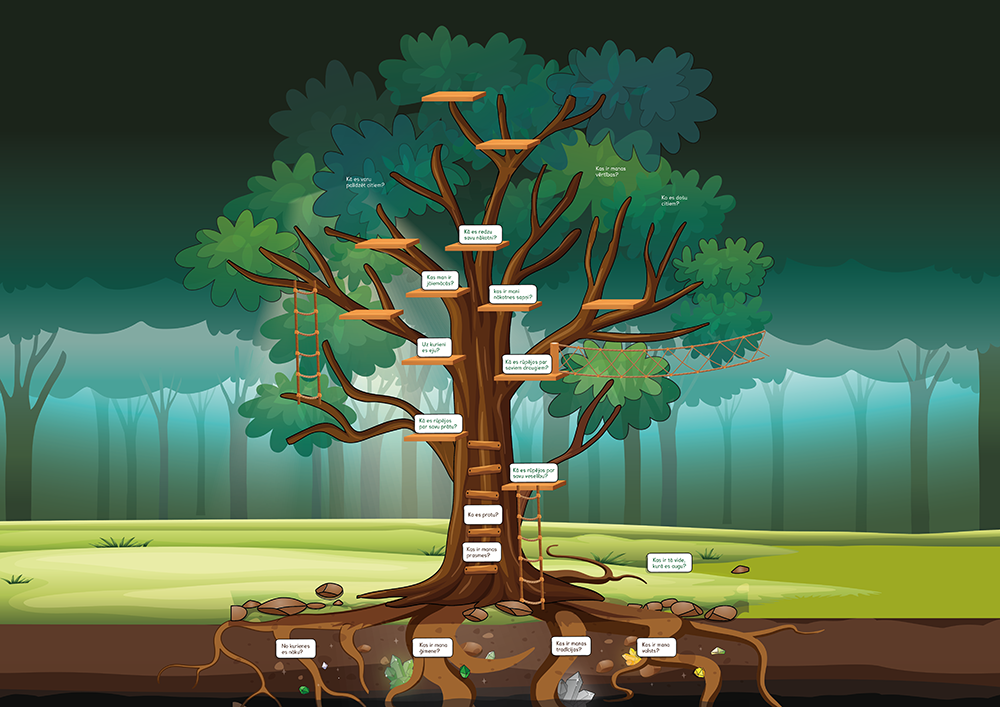 Kā es varu
palīdzēt citiem?
Kas ir manas
vērtības?
Ko es došu
citiem?
Kā es redzu
savu nākotni?
Kas man ir
jāiemācās?
kas ir mani
nākotnes sapņi?
Uz kurieni
es eju?
Kā es rūpējos par
saviem draugiem?
Kā es rūpējos
par savu prātu?
Kā es rūpējos par
savu veselību?
Ko es protu?
Kas ir manas
prasmes?
Kas ir tā vide,
kurā es augu?
No kurienes
es nāku?
Kas ir mana
ģimene?
Kas ir manas
tradīcijas?
Kas ir mana
valsts?